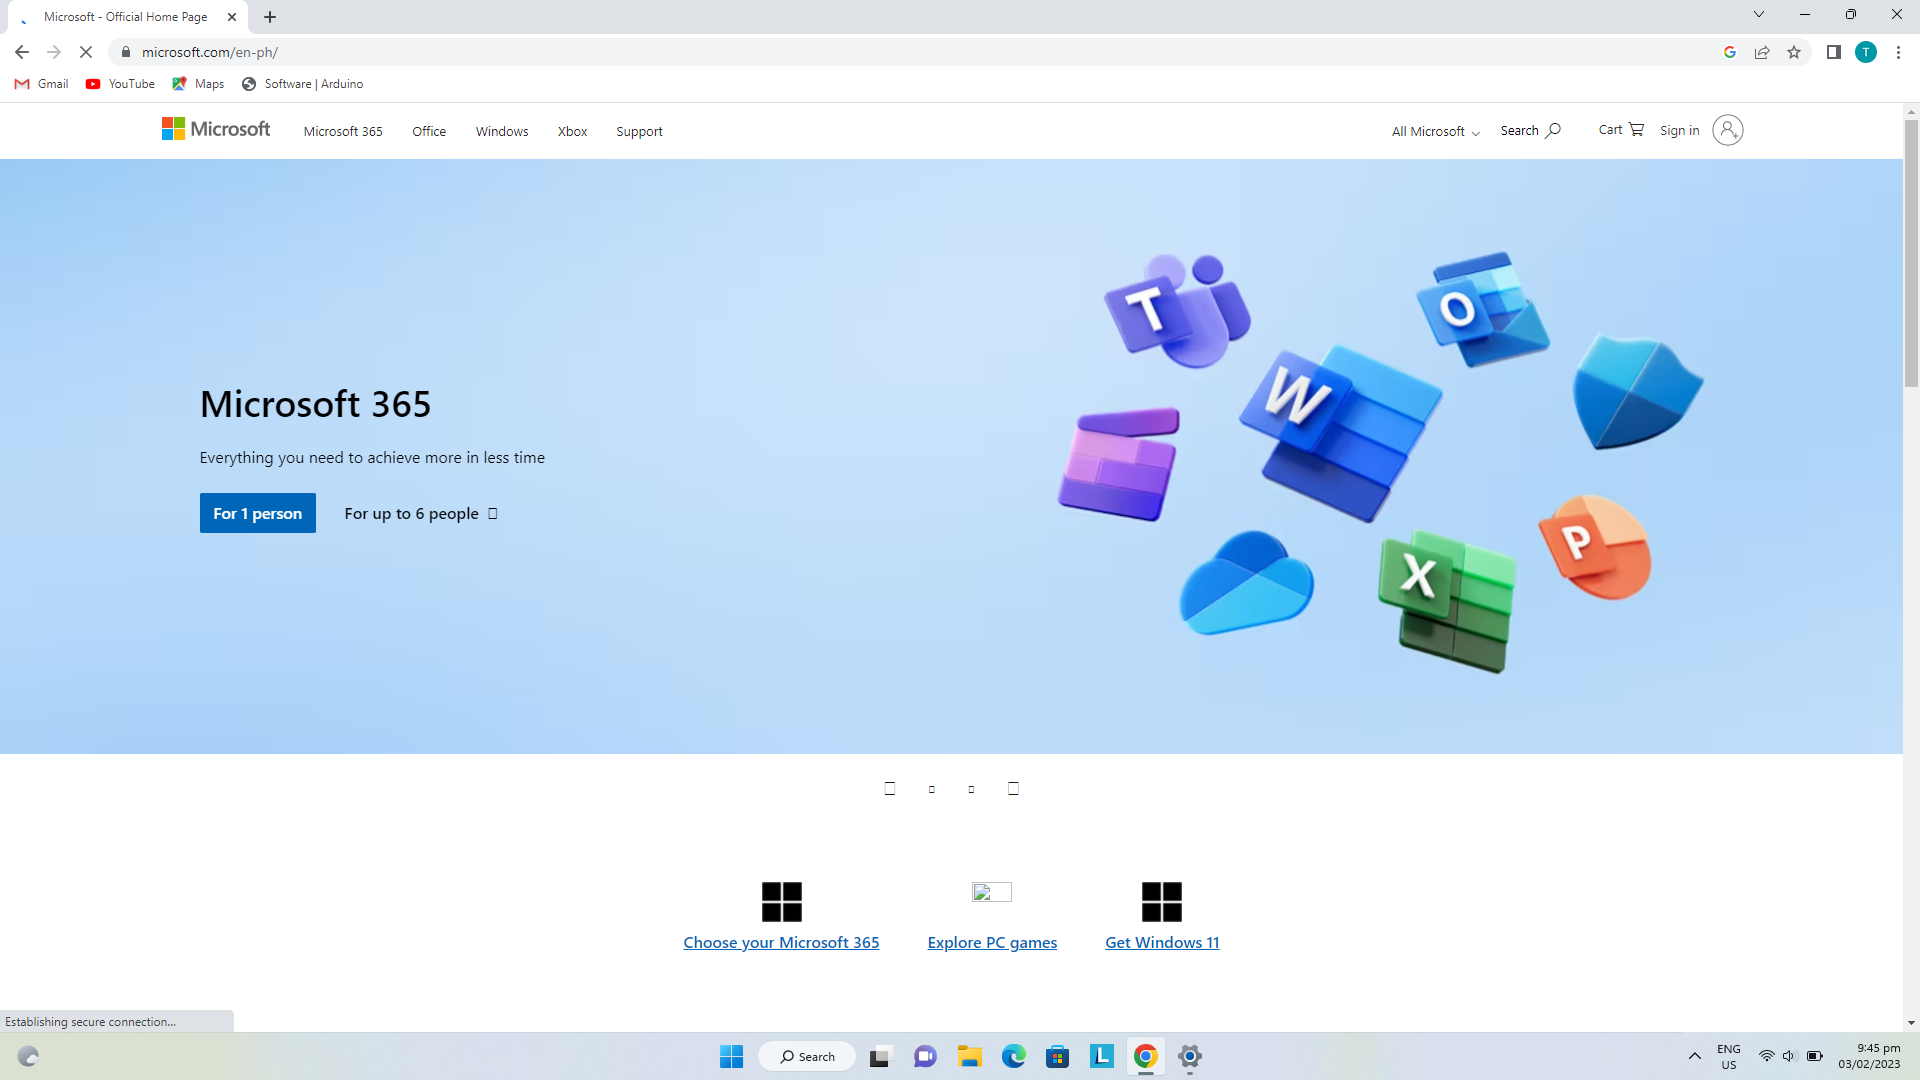 Microsoft - Official Home Page
microsoft.com/en-ph/
T
Gmail
YouTube
Maps
Software | Arduino
Microsoft
Microsoft 365
Office
Windows
Xbox
Support
All Microsoft
Search
Cart
Sign in
Microsoft 365
Everything you need to achieve more in less time
For 1 person
For up to 6 people
T
O
W
X
P
Choose your Microsoft 365
Explore PC games
Get Windows 11
Establishing secure connection...
Search
L
ENG
US
9:45 pm
03/02/2023